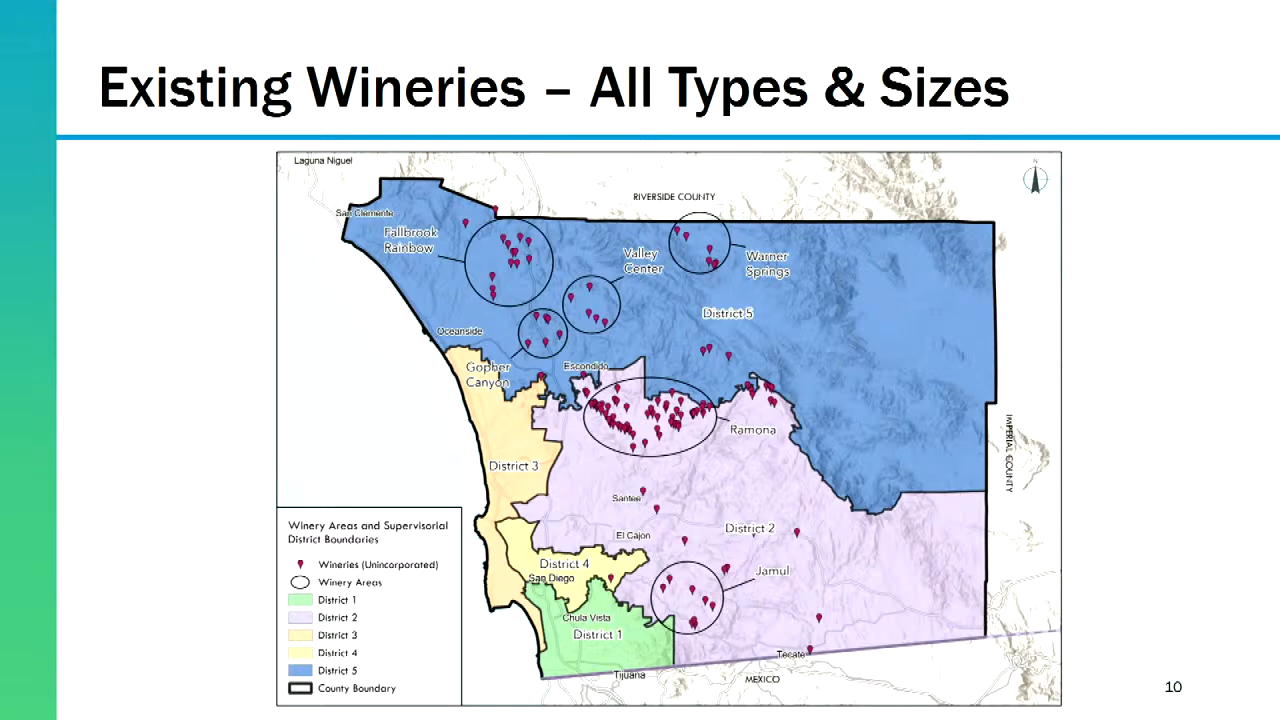 Existing Wineries – All Types & Sizes
Laguna Niguel
N
RIVERSIDE COUNTY
San Clemente
Fallbrook
Rainbow
Valley
Center
Warner
Springs
District 5
Oceanside
Gopher
Canyon
Escondido
IMPERIAL COUNTY
Ramona
District 3
Santee
District 2
El Cajon
District 4
San Diego
Jamul
Chula Vista
District 1
Tecate
Tijuana
MEXICO
Winery Areas and Supervisorial
District Boundaries
Wineries (Unincorporated)
Winery Areas
District 1
District 2
District 3
District 4
District 5
County Boundary
10